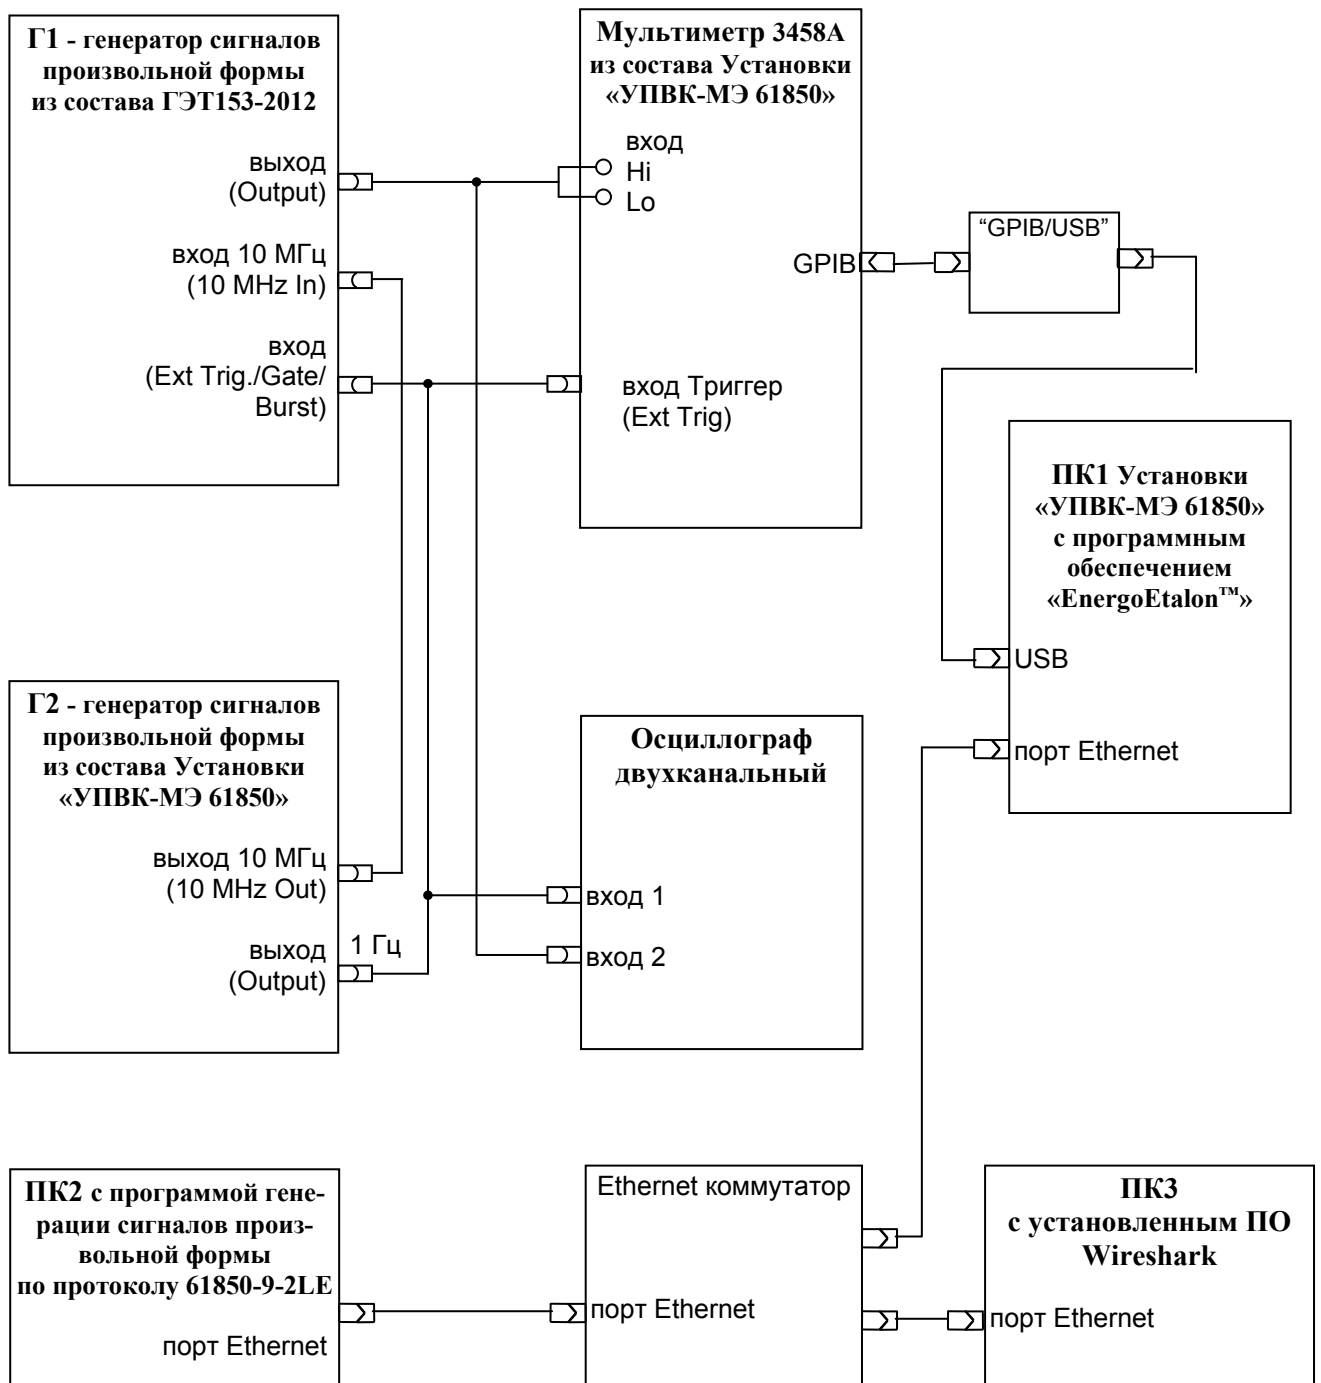 Г1 - генератор сигналов
произвольной формы
из состава ГЭТ153-2012
выход
(Output)
вход 10 МГц
(10 MHz In)
вход
(Ext Trig./Gate/
Burst)
Мультиметр 3458А
из состава Установки
«УПВК-МЭ 61850»
вход
Hi
Lo
GPIB
вход Триггер
(Ext Trig)
“GPIB/USB”
ПК1 Установки
«УПВК-МЭ 61850»
с программным
обеспечением
«EnergoEtalon™»
USB
порт Ethernet
Г2 - генератор сигналов
произвольной формы
из состава Установки
«УПВК-МЭ 61850»
выход 10 МГц
(10 MHz Out)
выход
(Output)
1 Гц
Осциллограф
двухканальный
вход 1
вход 2
ПК2 с программой гене-
рации сигналов произ-
вольной формы
по протоколу 61850-9-2LE
порт Ethernet
Ethernet коммутатор
порт Ethernet
ПК3
с установленным ПО
Wireshark
порт Ethernet